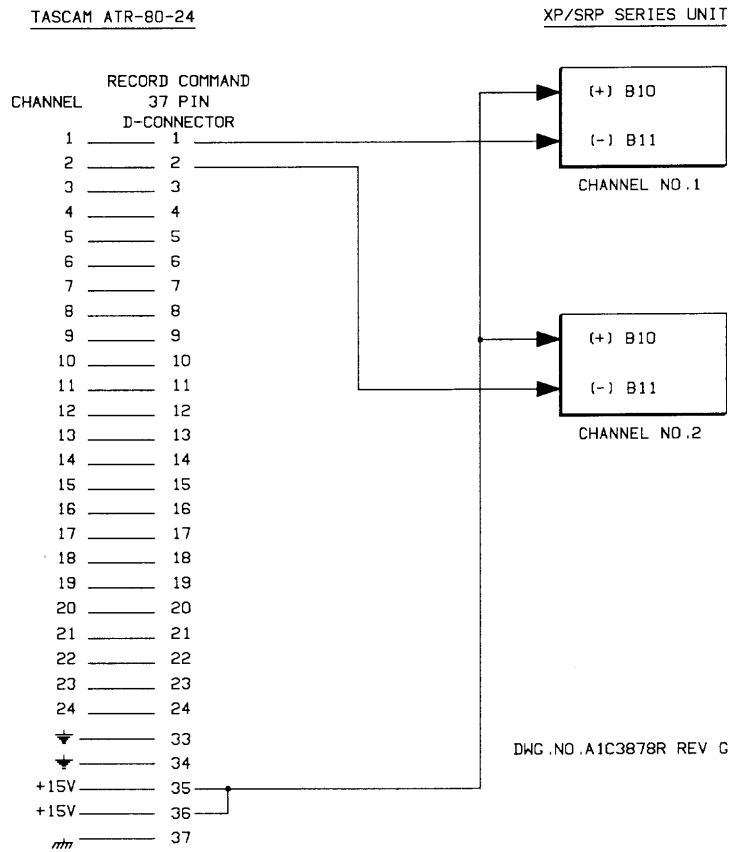 TASCAM ATR-80-24
XP/SRP SERIES UNIT
RECORD COMMAND
CHANNEL 37 PIN
D-CONNECTOR
1 1
2 2
3 3
4 4
5 5
6 6
7 7
8 8
9 9
10 10
11 11
12 12
13 13
14 14
15 15
16 16
17 17
18 18
19 19
20 20
21 21
22 22
23 23
24 24
33
34
+15V 35
+15V 36
37
(+) B10
(-) B11
CHANNEL NO.1
(+) B10
(-) B11
CHANNEL NO.2
DWG.NO.A1C3878R REV G